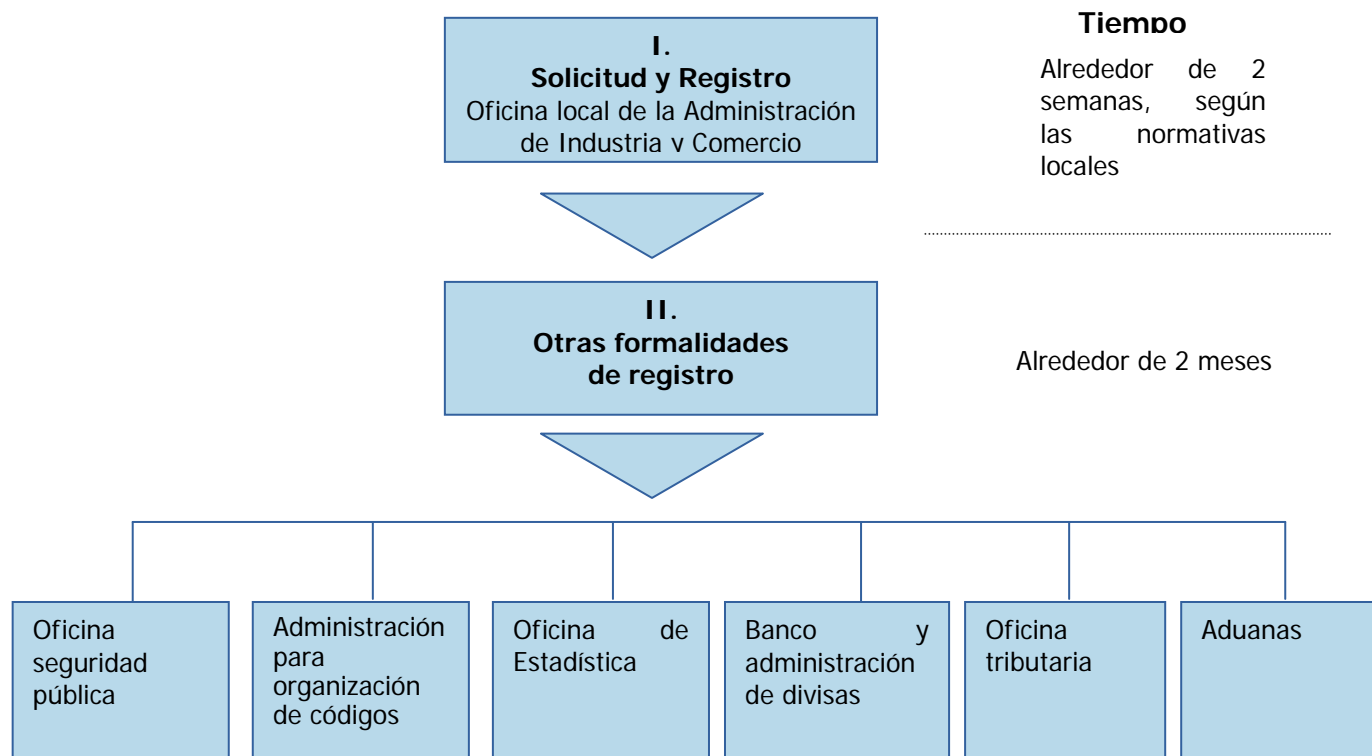 Tiempo
I.
Solicitud y Registro
Oficina local de la Administración
de Industria y Comercio
Alrededor de 2
semanas, según
las normativas
locales
II.
Otras formalidades
de registro
Alrededor de 2 meses
Oficina
seguridad
pública
Administración
para
organización
de códigos
Oficina de
Estadística
Banco y
administración
de divisas
Oficina
tributaria
Aduanas